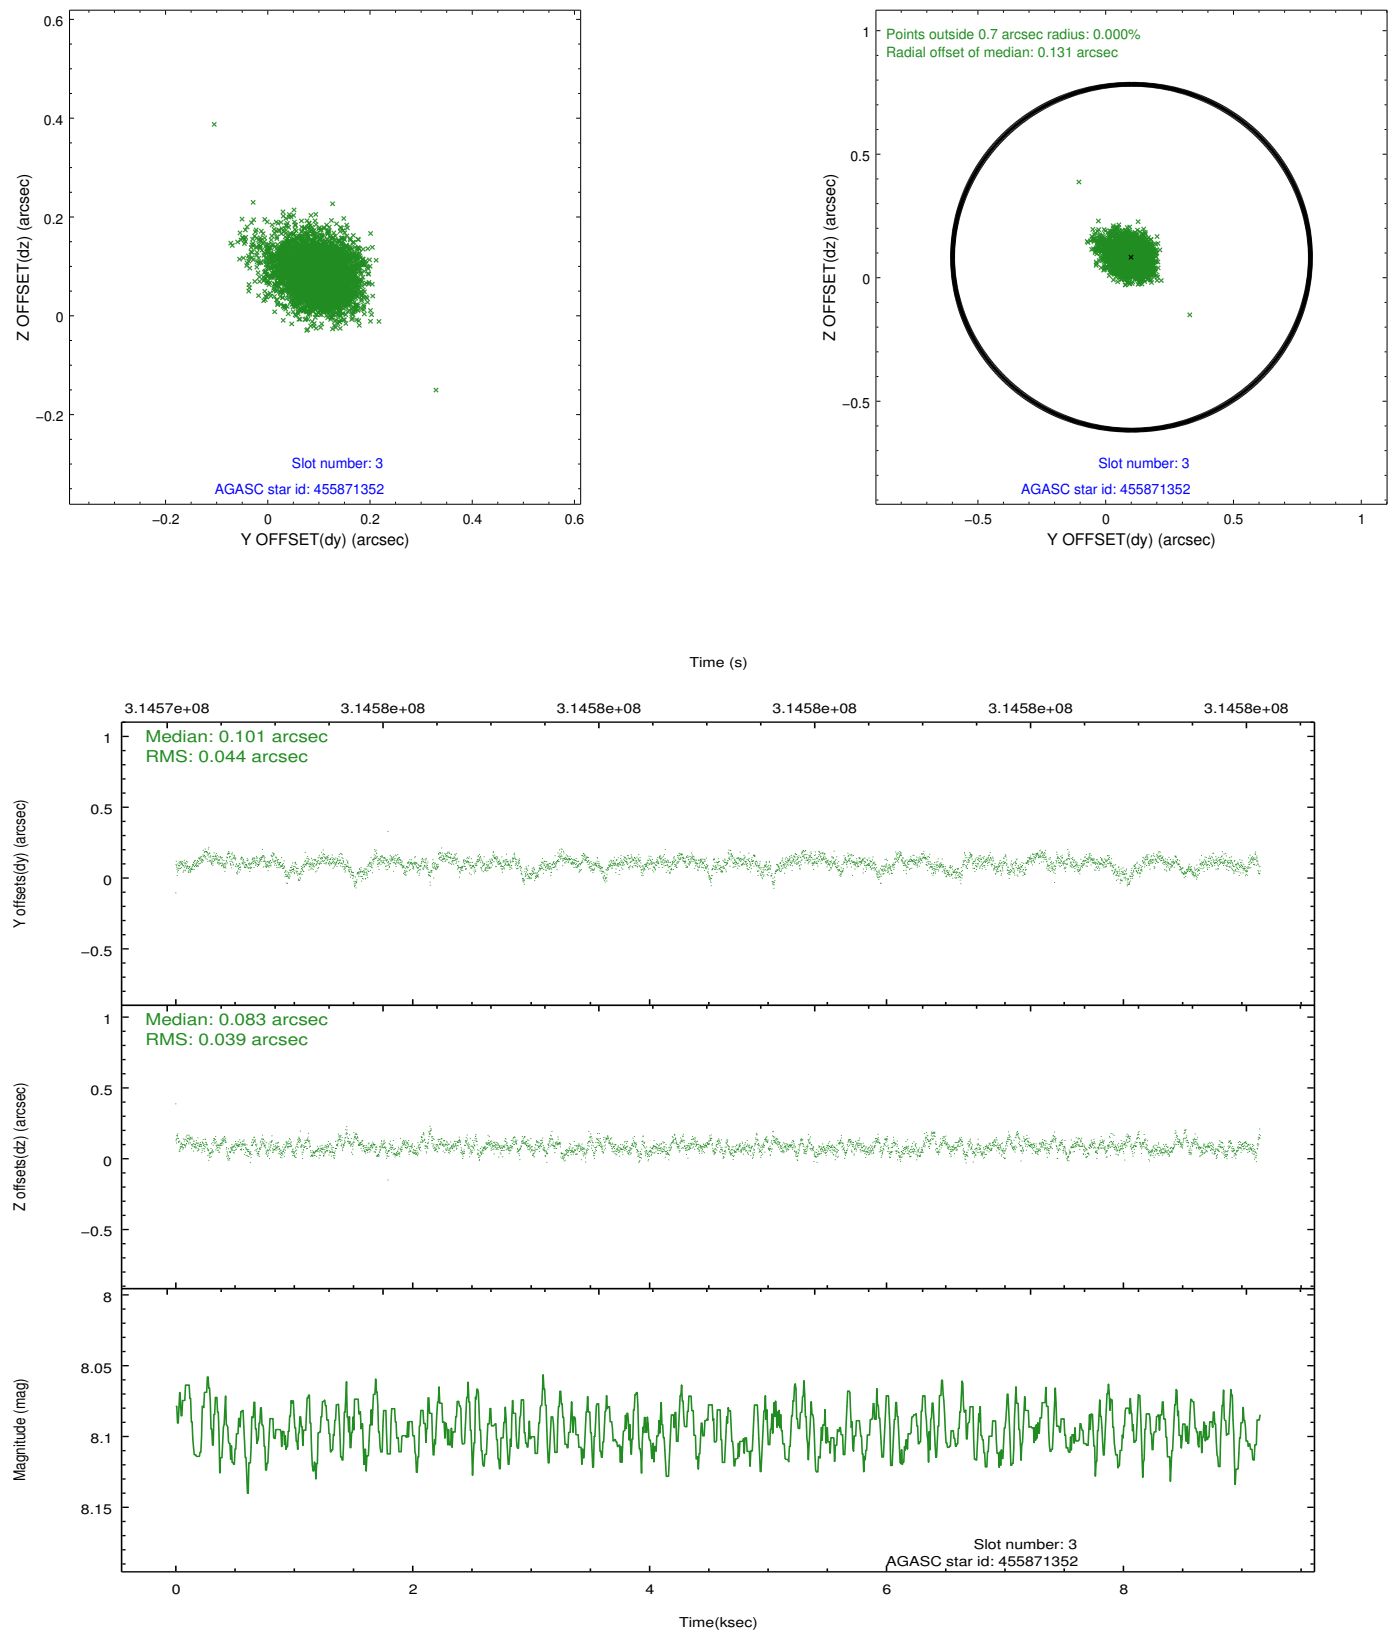 0.6
0.4
0.2
0
−0.2
Z OFFSET(dz) (arcsec)
Slot number: 3
AGASC star id: 455871352
−0.2 0 0.2 0.4 0.6
Y OFFSET(dy) (arcsec)
Points outside 0.7 arcsec radius: 0.000%
Radial offset of median: 0.131 arcsec
1
0.5
0
−0.5
Z OFFSET(dz) (arcsec)
Slot number: 3
AGASC star id: 455871352
−0.5 0 0.5 1
Y OFFSET(dy) (arcsec)
Time (s)
3.1457e+08 3.1458e+08 3.1458e+08 3.1458e+08 3.1458e+08 3.1458e+08
Median: 0.101 arcsec
RMS: 0.044 arcsec
1
0.5
0
−0.5
Y offsets(dy) (arcsec)
Median: 0.083 arcsec
RMS: 0.039 arcsec
1
0.5
0
−0.5
Z offsets(dz) (arcsec)
8
8.05
8.1
8.15
Magnitude (mag)
Slot number: 3
AGASC star id: 455871352
0 2 4 6 8
Time(ksec)